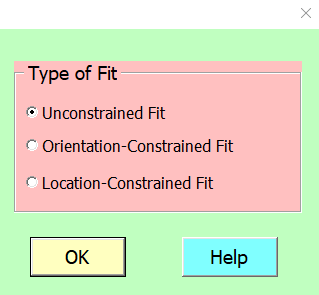 Type of Fit
Unconstrained Fit
Orientation-Constrained Fit
Location-Constrained Fit
OK
Help